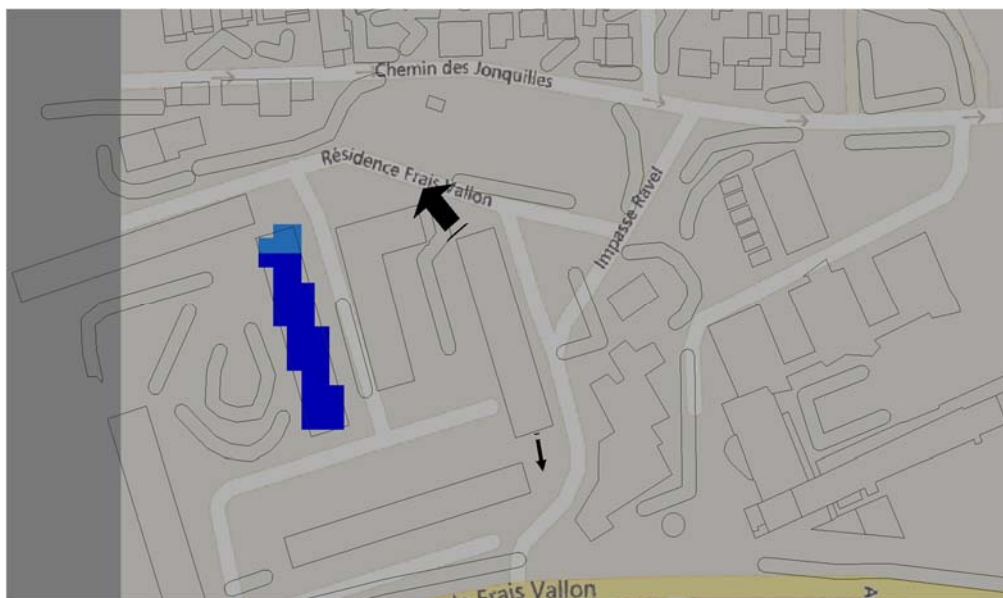 Chemin des Jonquilles
Résidence Frais Vallon
Impasse Ravel
Frais Vallon
A